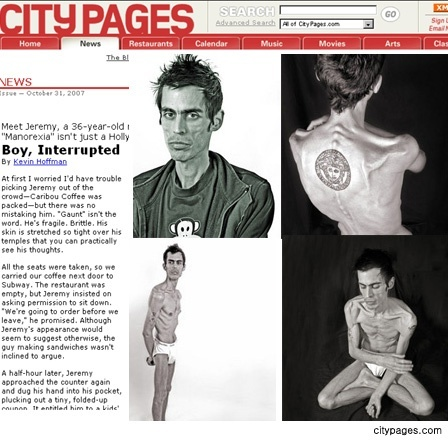 CITY PAGES
SEARCH
Advanced Search
All of CityPages.com
GO
Home
News
Restaurants
Calendar
Music
Movies
Arts
The Bl
NEWS
Issue — October 31, 2007
Meet Jeremy, a 36-year-old
"Manorexia" isn't just a Holly
Boy, Interrupted
By Kevin Hoffman
At first I worried I'd have trouble
picking Jeremy out of the
crowd—Caribou Coffee was
packed—but there was no
mistaking him. "Gaunt" isn't the
word. He's fragile. Brittle. His
skin is stretched so tight over his
temples that you can practically
see his thoughts.
All the seats were taken, so we
carried our coffee next door to
Subway. The restaurant was
empty, but Jeremy insisted on
asking permission to sit down.
"We're going to order before we
leave," he promised. Although
Jeremy's appearance would
seem to suggest otherwise, the
guy making sandwiches wasn't
inclined to argue.
A half-hour later, Jeremy
approached the counter again
and dug his hand into his pocket,
plucking out a tiny, folded-up
coupon. It entitled him to a kids'
citypages.com